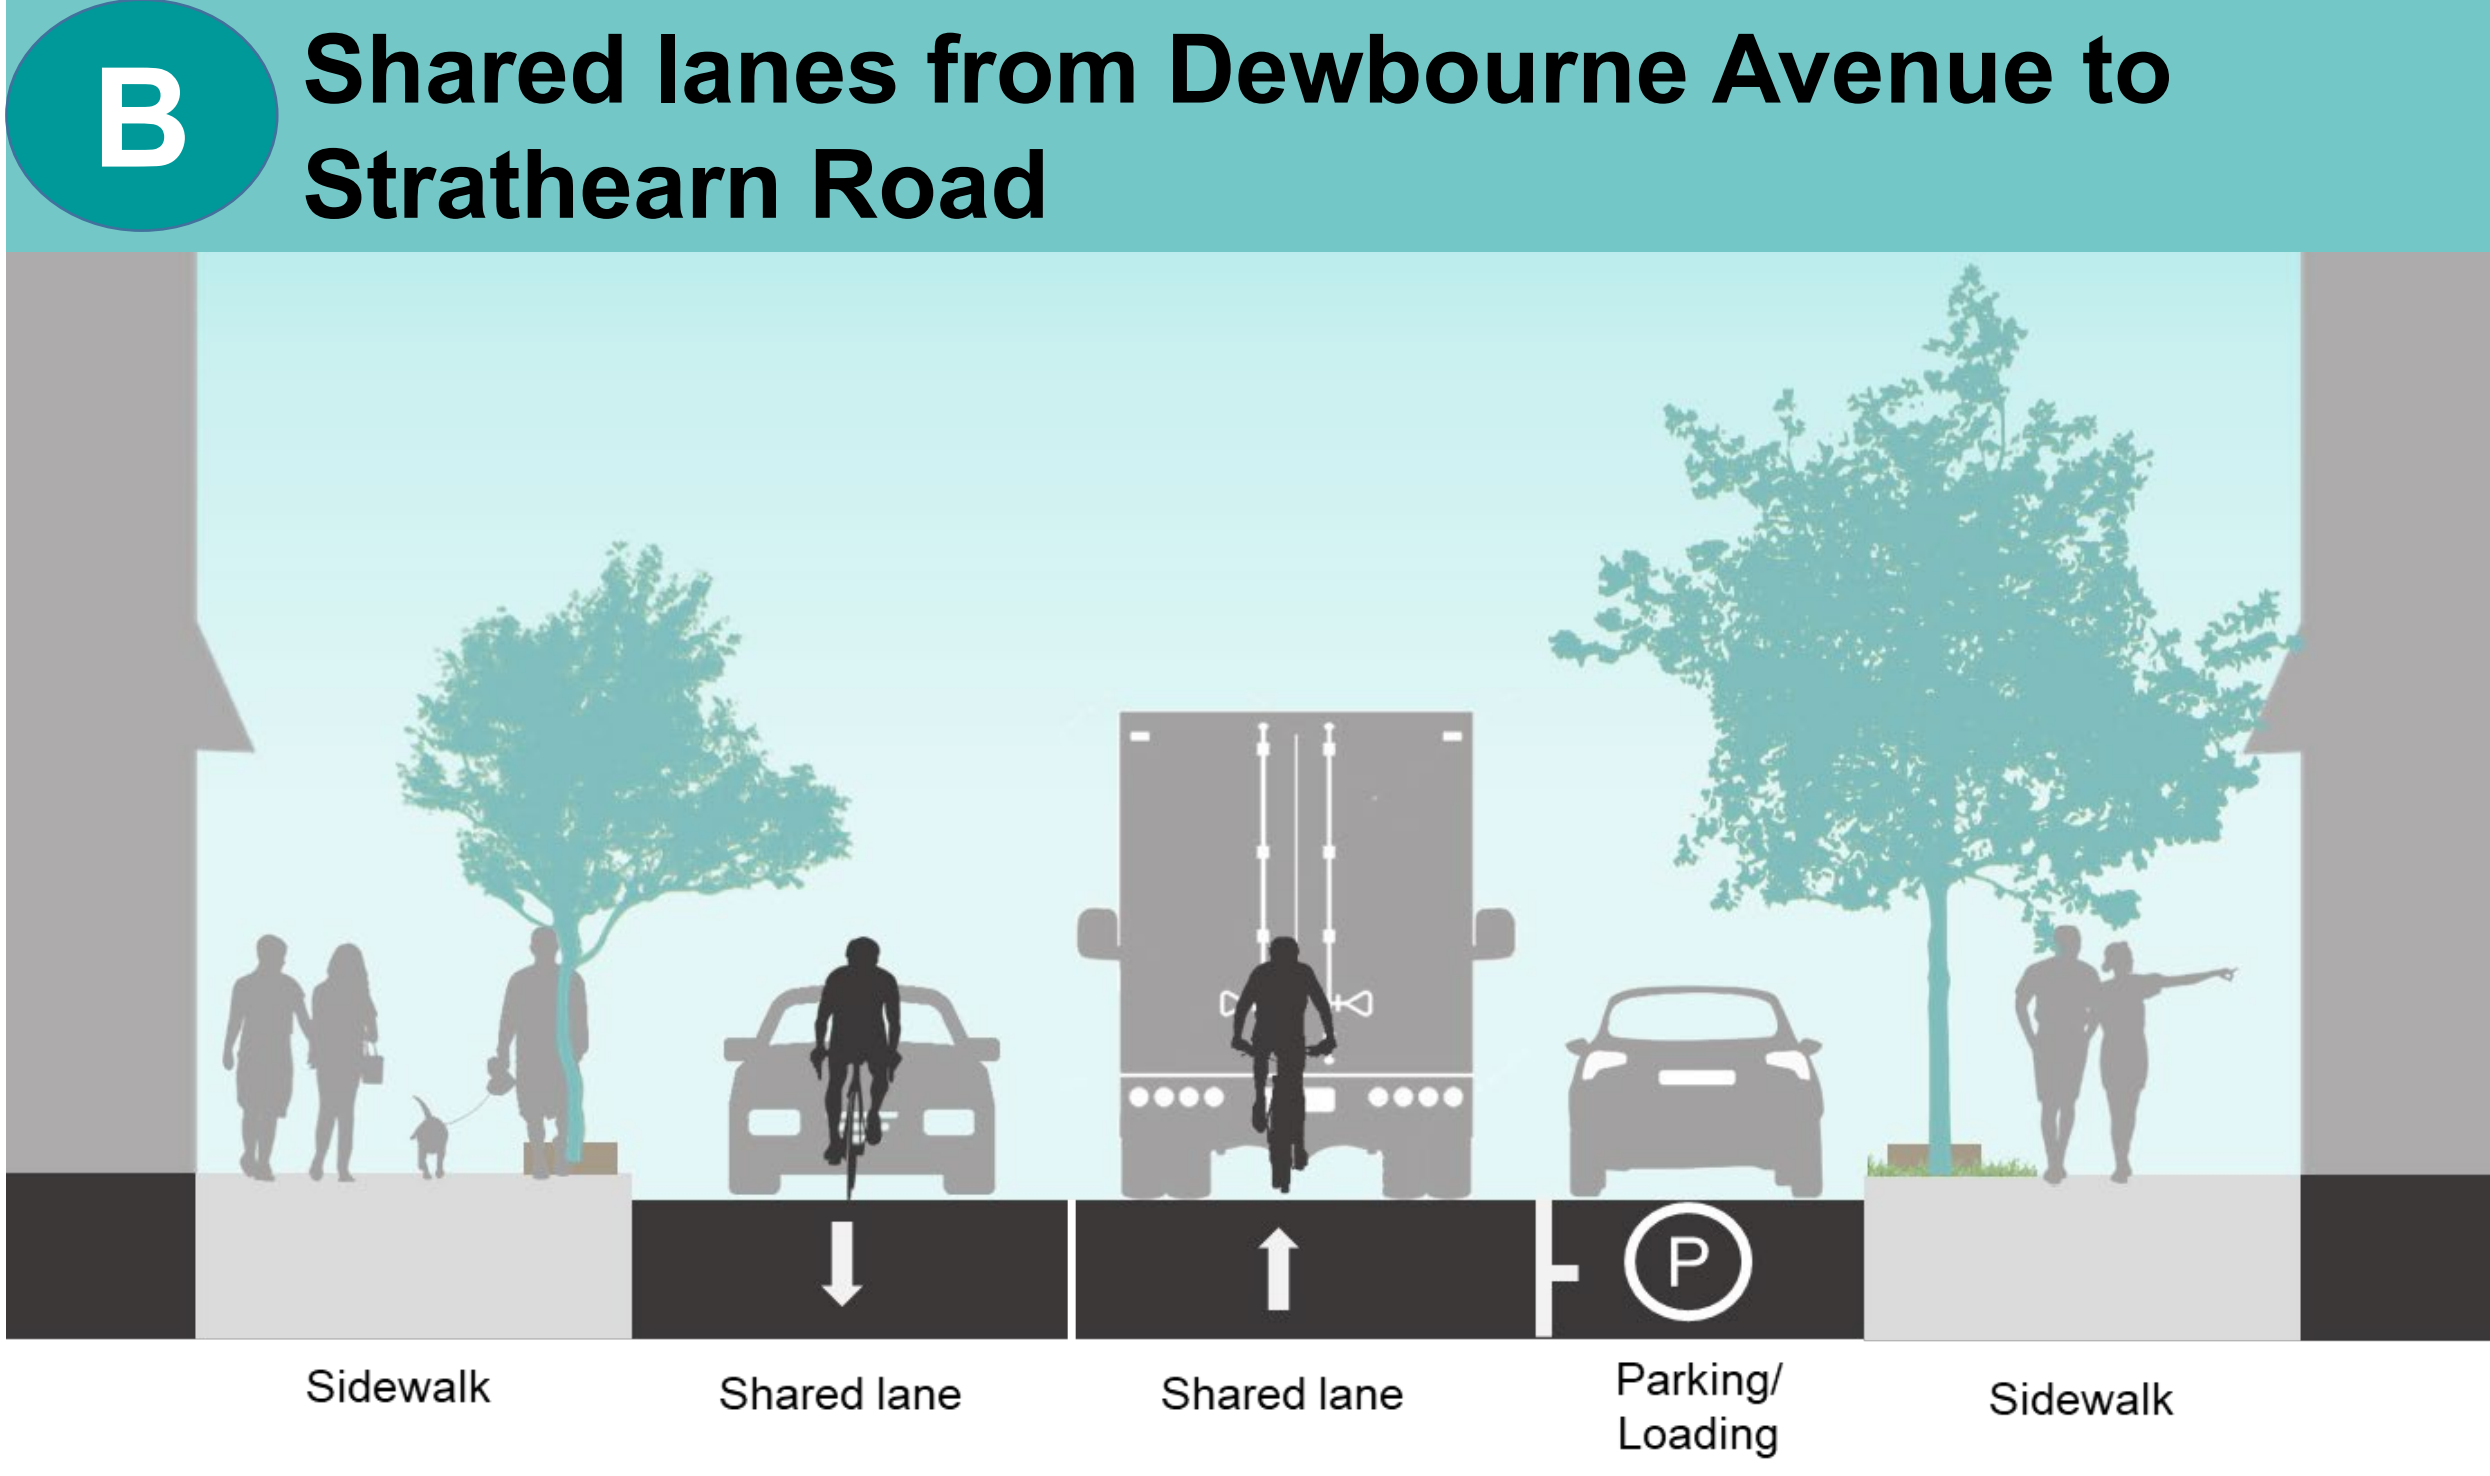 B
Shared lanes from Dewbourne Avenue to
Strathearn Road
P
Sidewalk
Shared lane
Shared lane
Parking/
Loading
Sidewalk